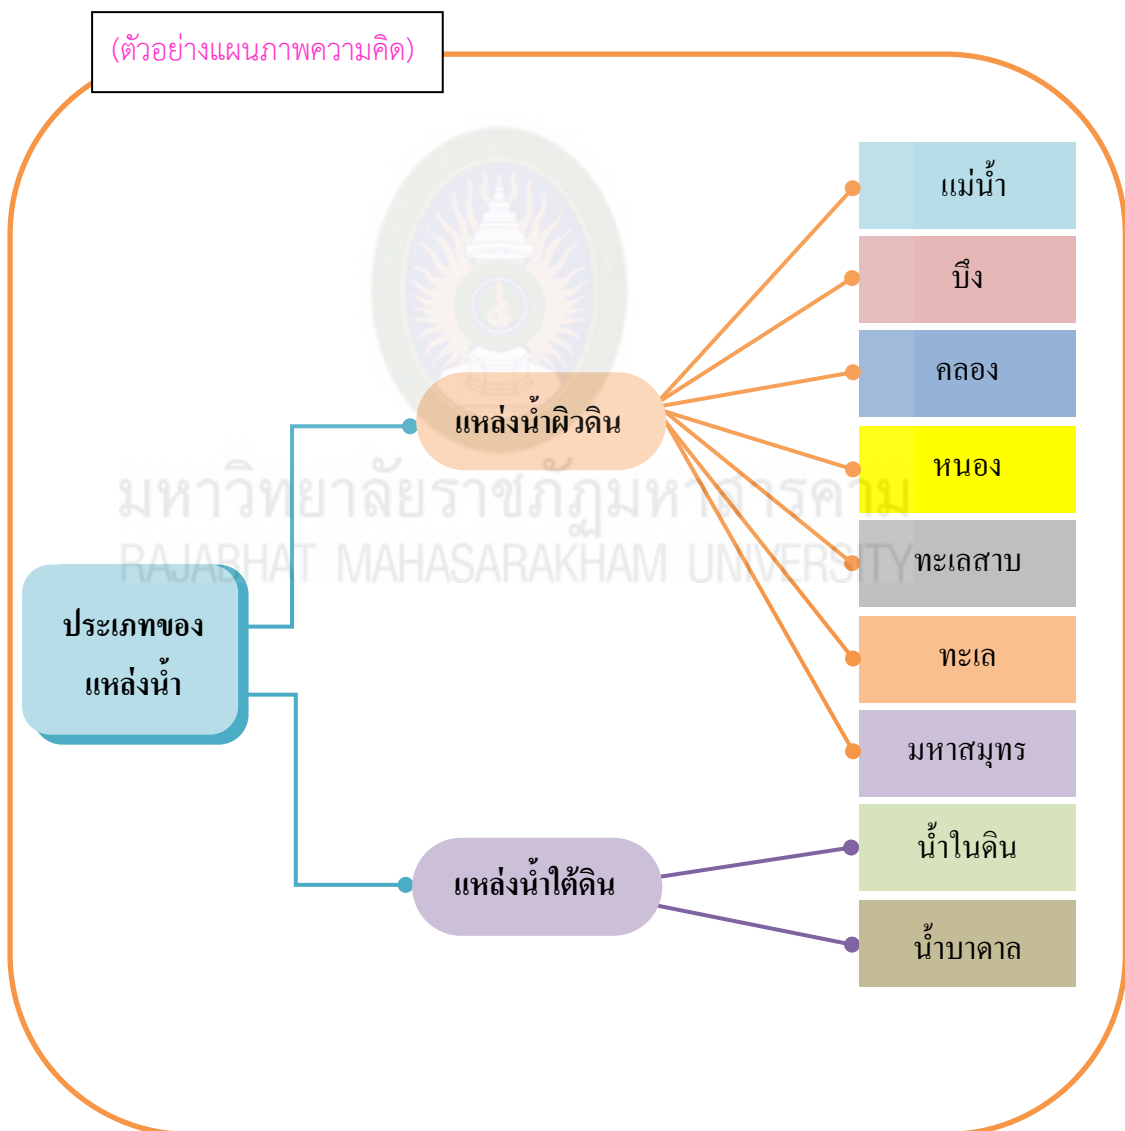 (ตัวอย่างแผนภาพความคิด)
แม่น้ำ
บึง
คลอง
แหล่งน้ำผิวดิน
หนอง
มหาวิทยาลัยราชภัฏมหาสารคาม
RAJABHAT MAHASARAKHAM UNIVERSITY
ทะเลสาบ
ประเภทของ
แหล่งน้ำ
ทะเล
มหาสมุทร
น้ำในดิน
แหล่งน้ำใต้ดิน
น้ำบาดาล